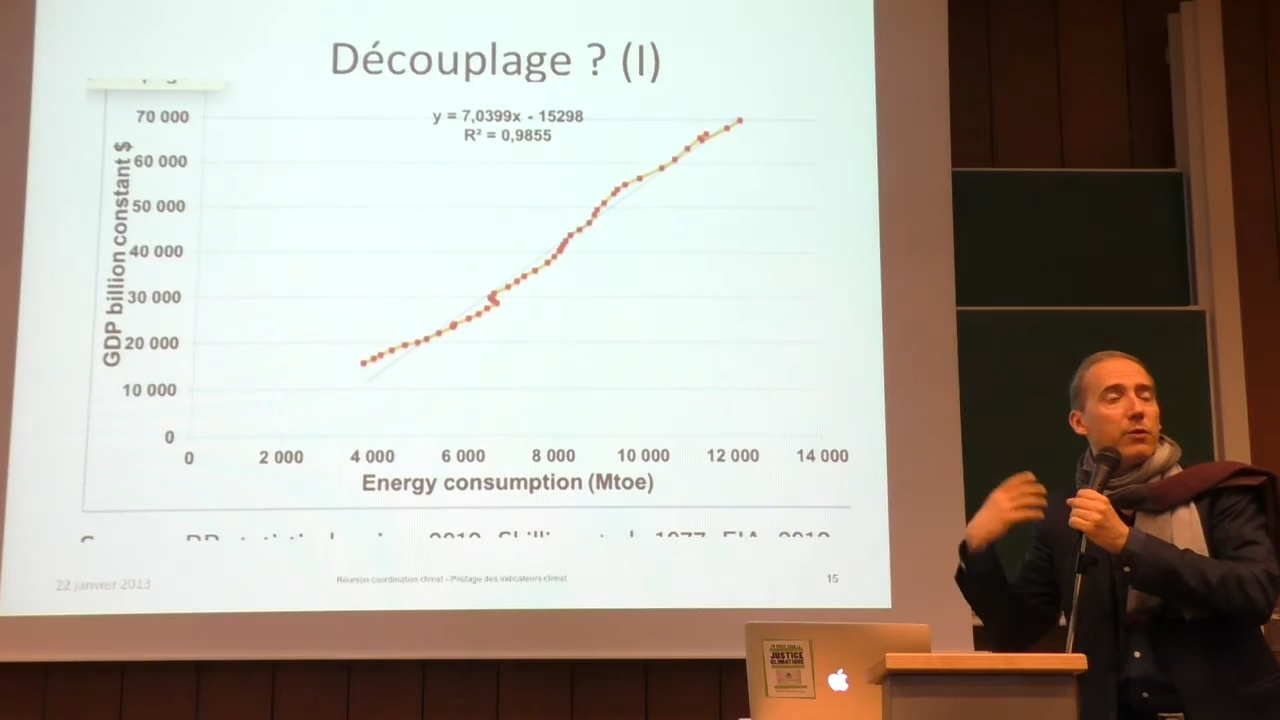 Découplage ? (I)
y = 7,0399x - 15298
R² = 0,9855
GDP billion constant $
70 000
60 000
50 000
40 000
30 000
20 000
10 000
0
0 2 000 4 000 6 000 8 000 10 000 12 000 14 000
Energy consumption (Mtoe)
22 janvier 2013
Réunion coordination climat - Pilotage des indicateurs climat
15
JUSTICE
CLIMATIQUE